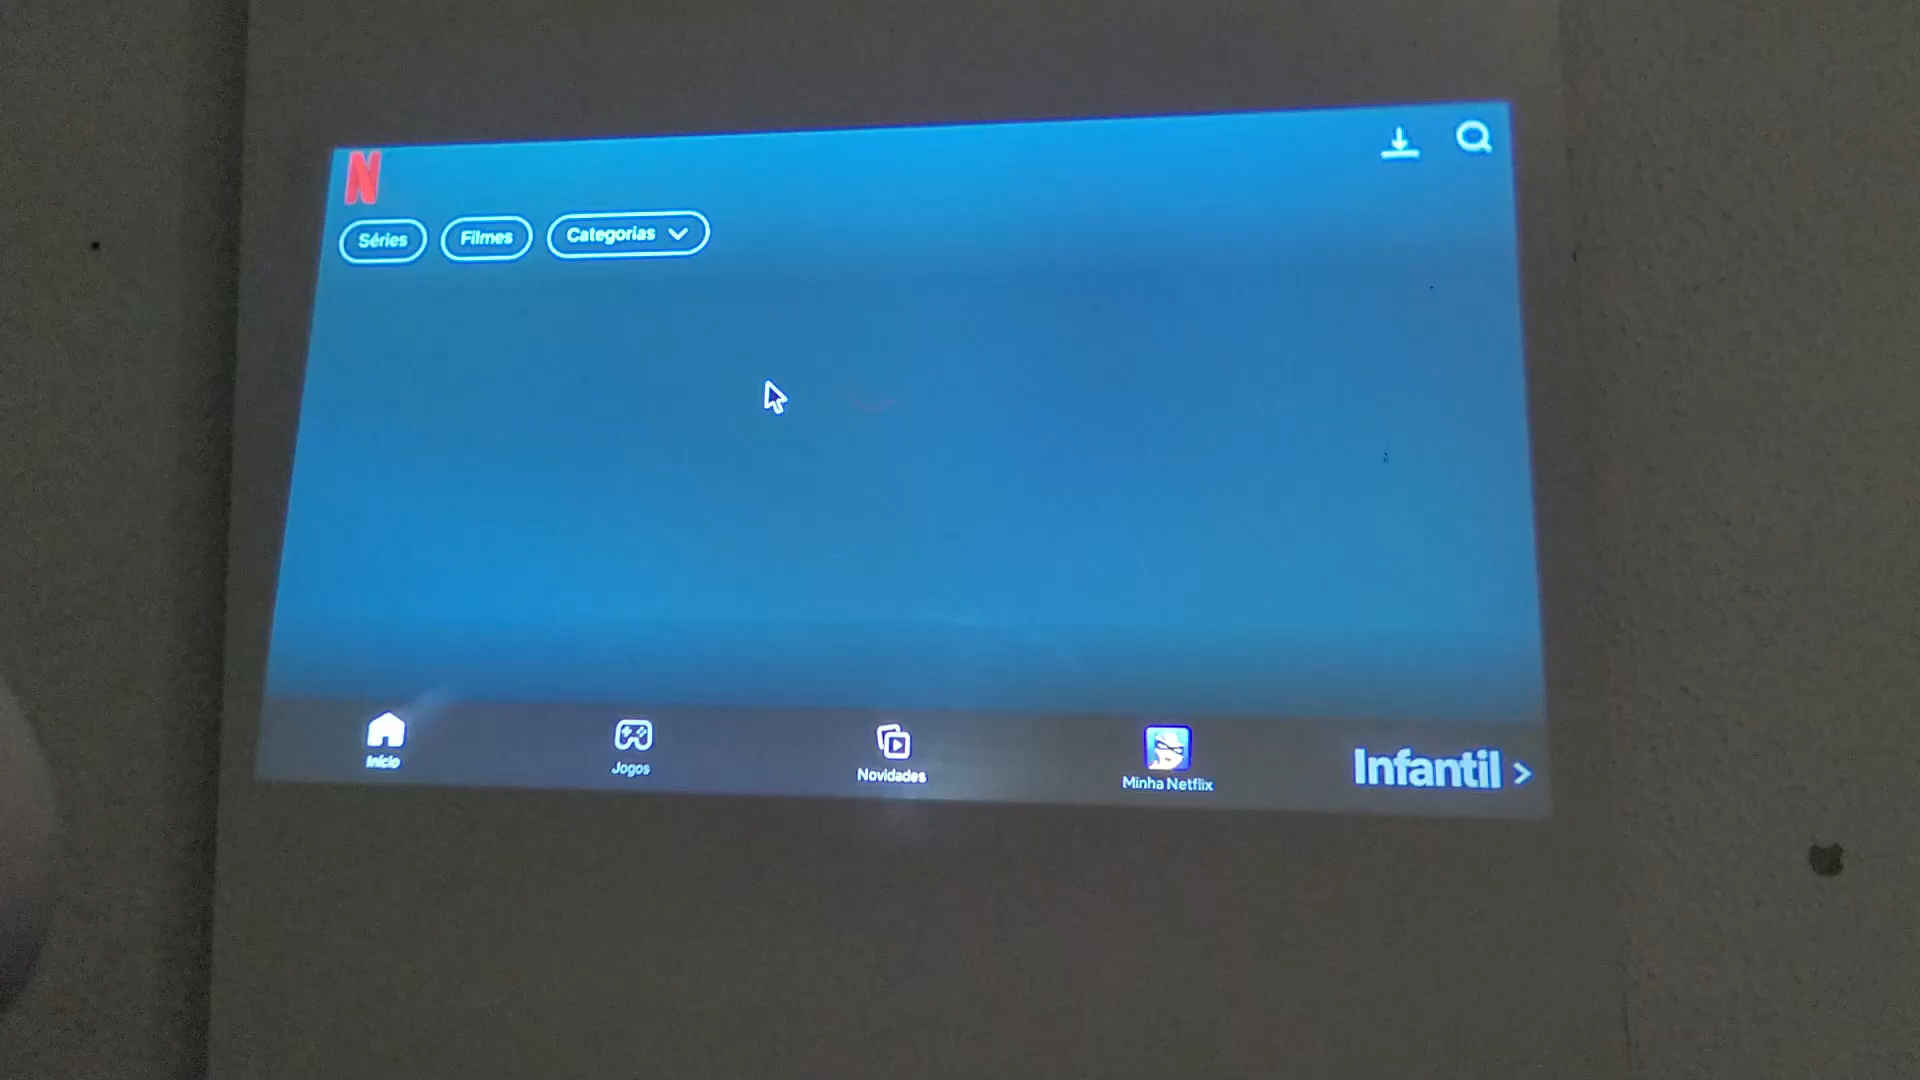 N
Séries Filmes Categorias
Início Jogos Novidades Minha Netflix Infantil >